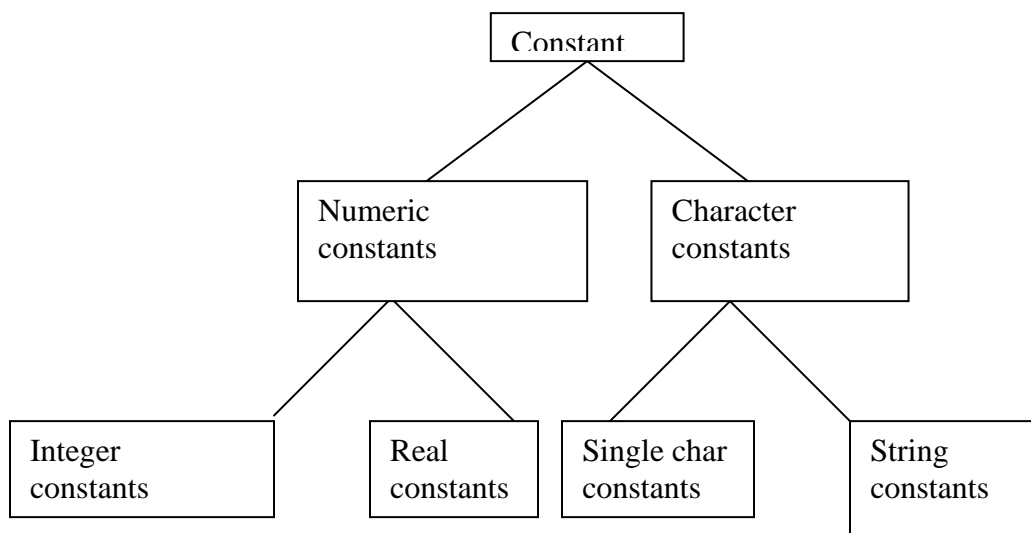 Constant
Numeric
constants
Character
constants
Integer
constants
Real
constants
Single char
constants
String
constants